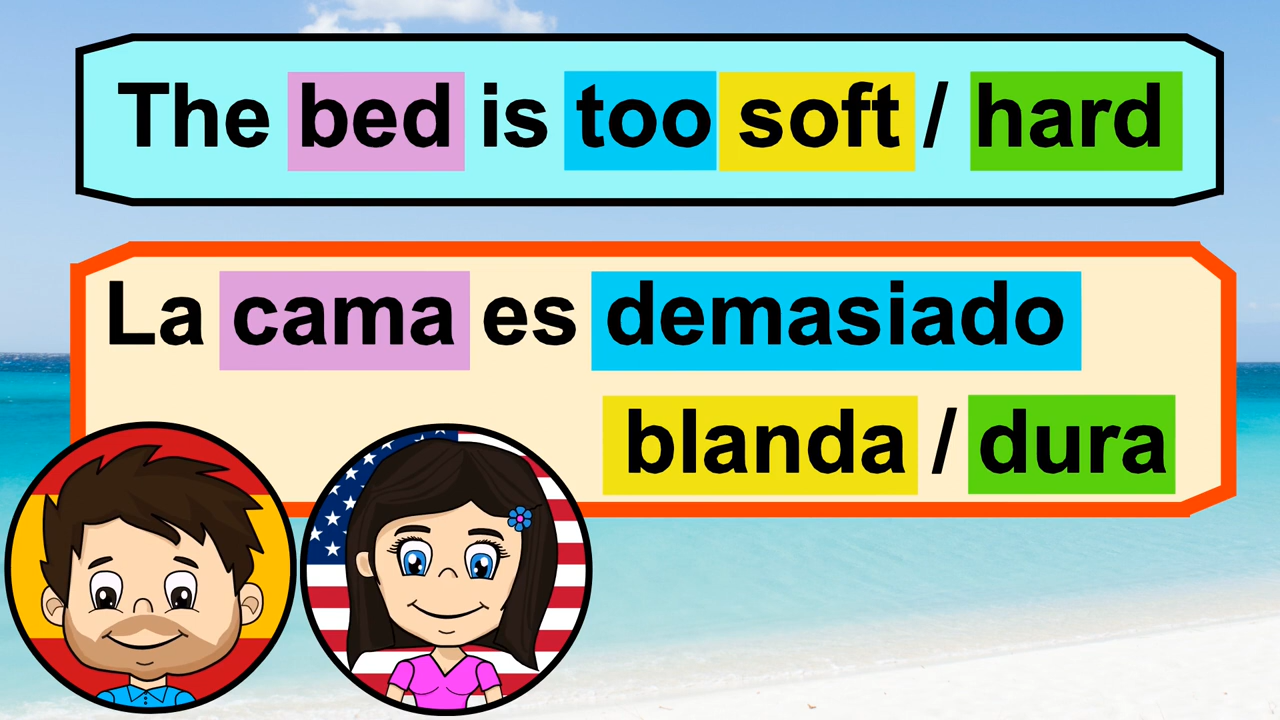 The bed is too soft / hard
La cama es demasiado
blanda / dura